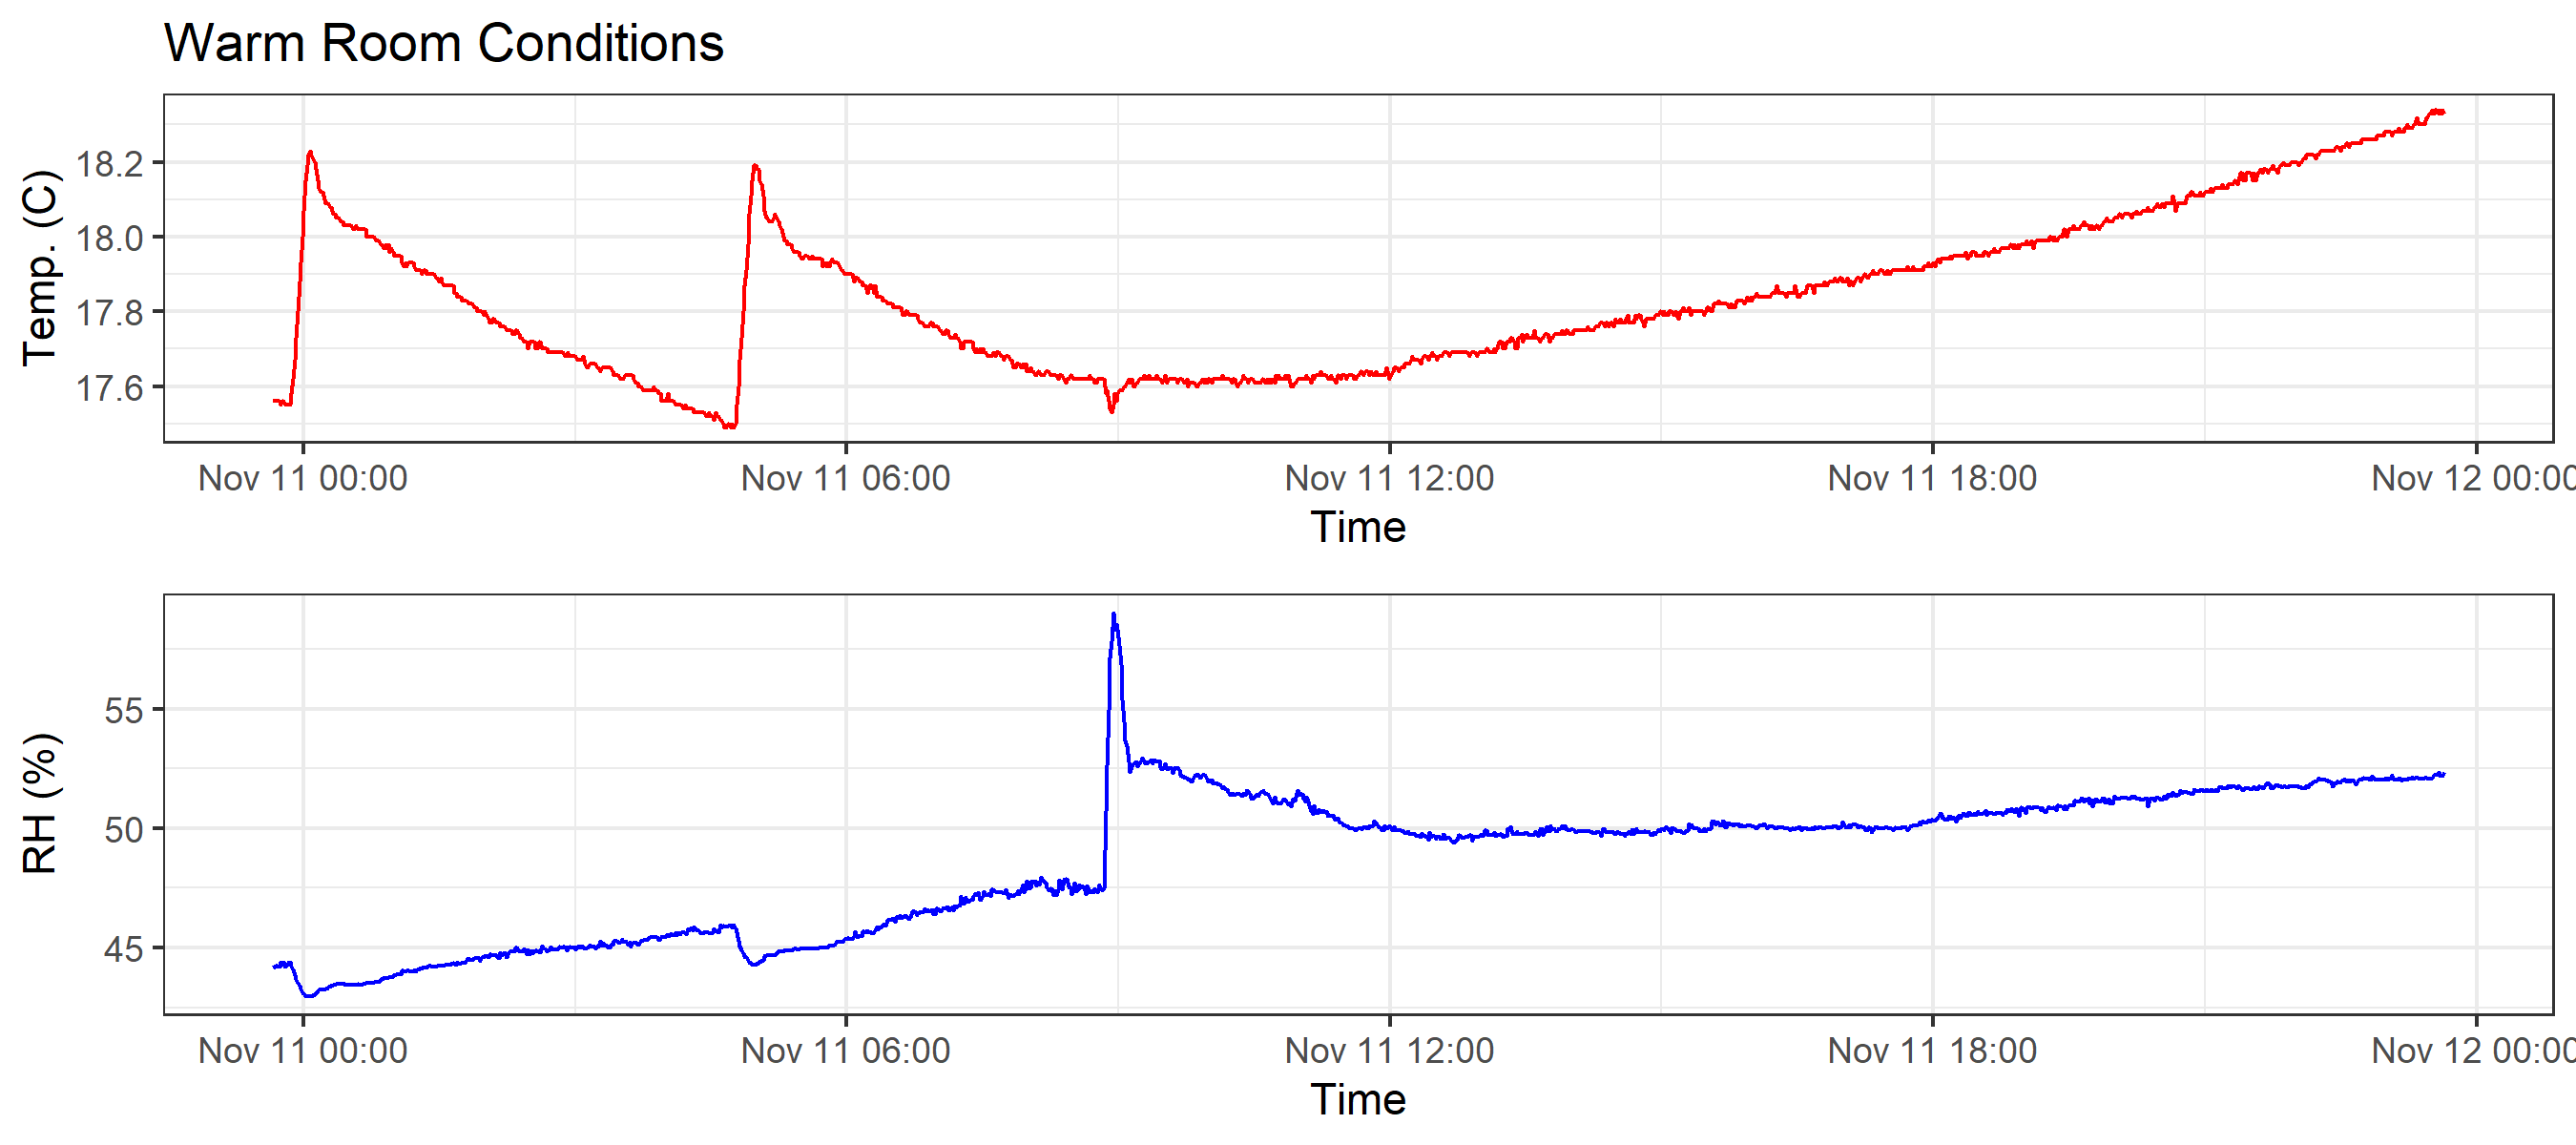 Warm Room Conditions
Temp. (C)
18.2
18.0
17.8
17.6
Nov 11 00:00 Nov 11 06:00 Nov 11 12:00 Nov 11 18:00 Nov 12 00:00
Time
RH (%)
55
50
45
Nov 11 00:00 Nov 11 06:00 Nov 11 12:00 Nov 11 18:00 Nov 12 00:00
Time